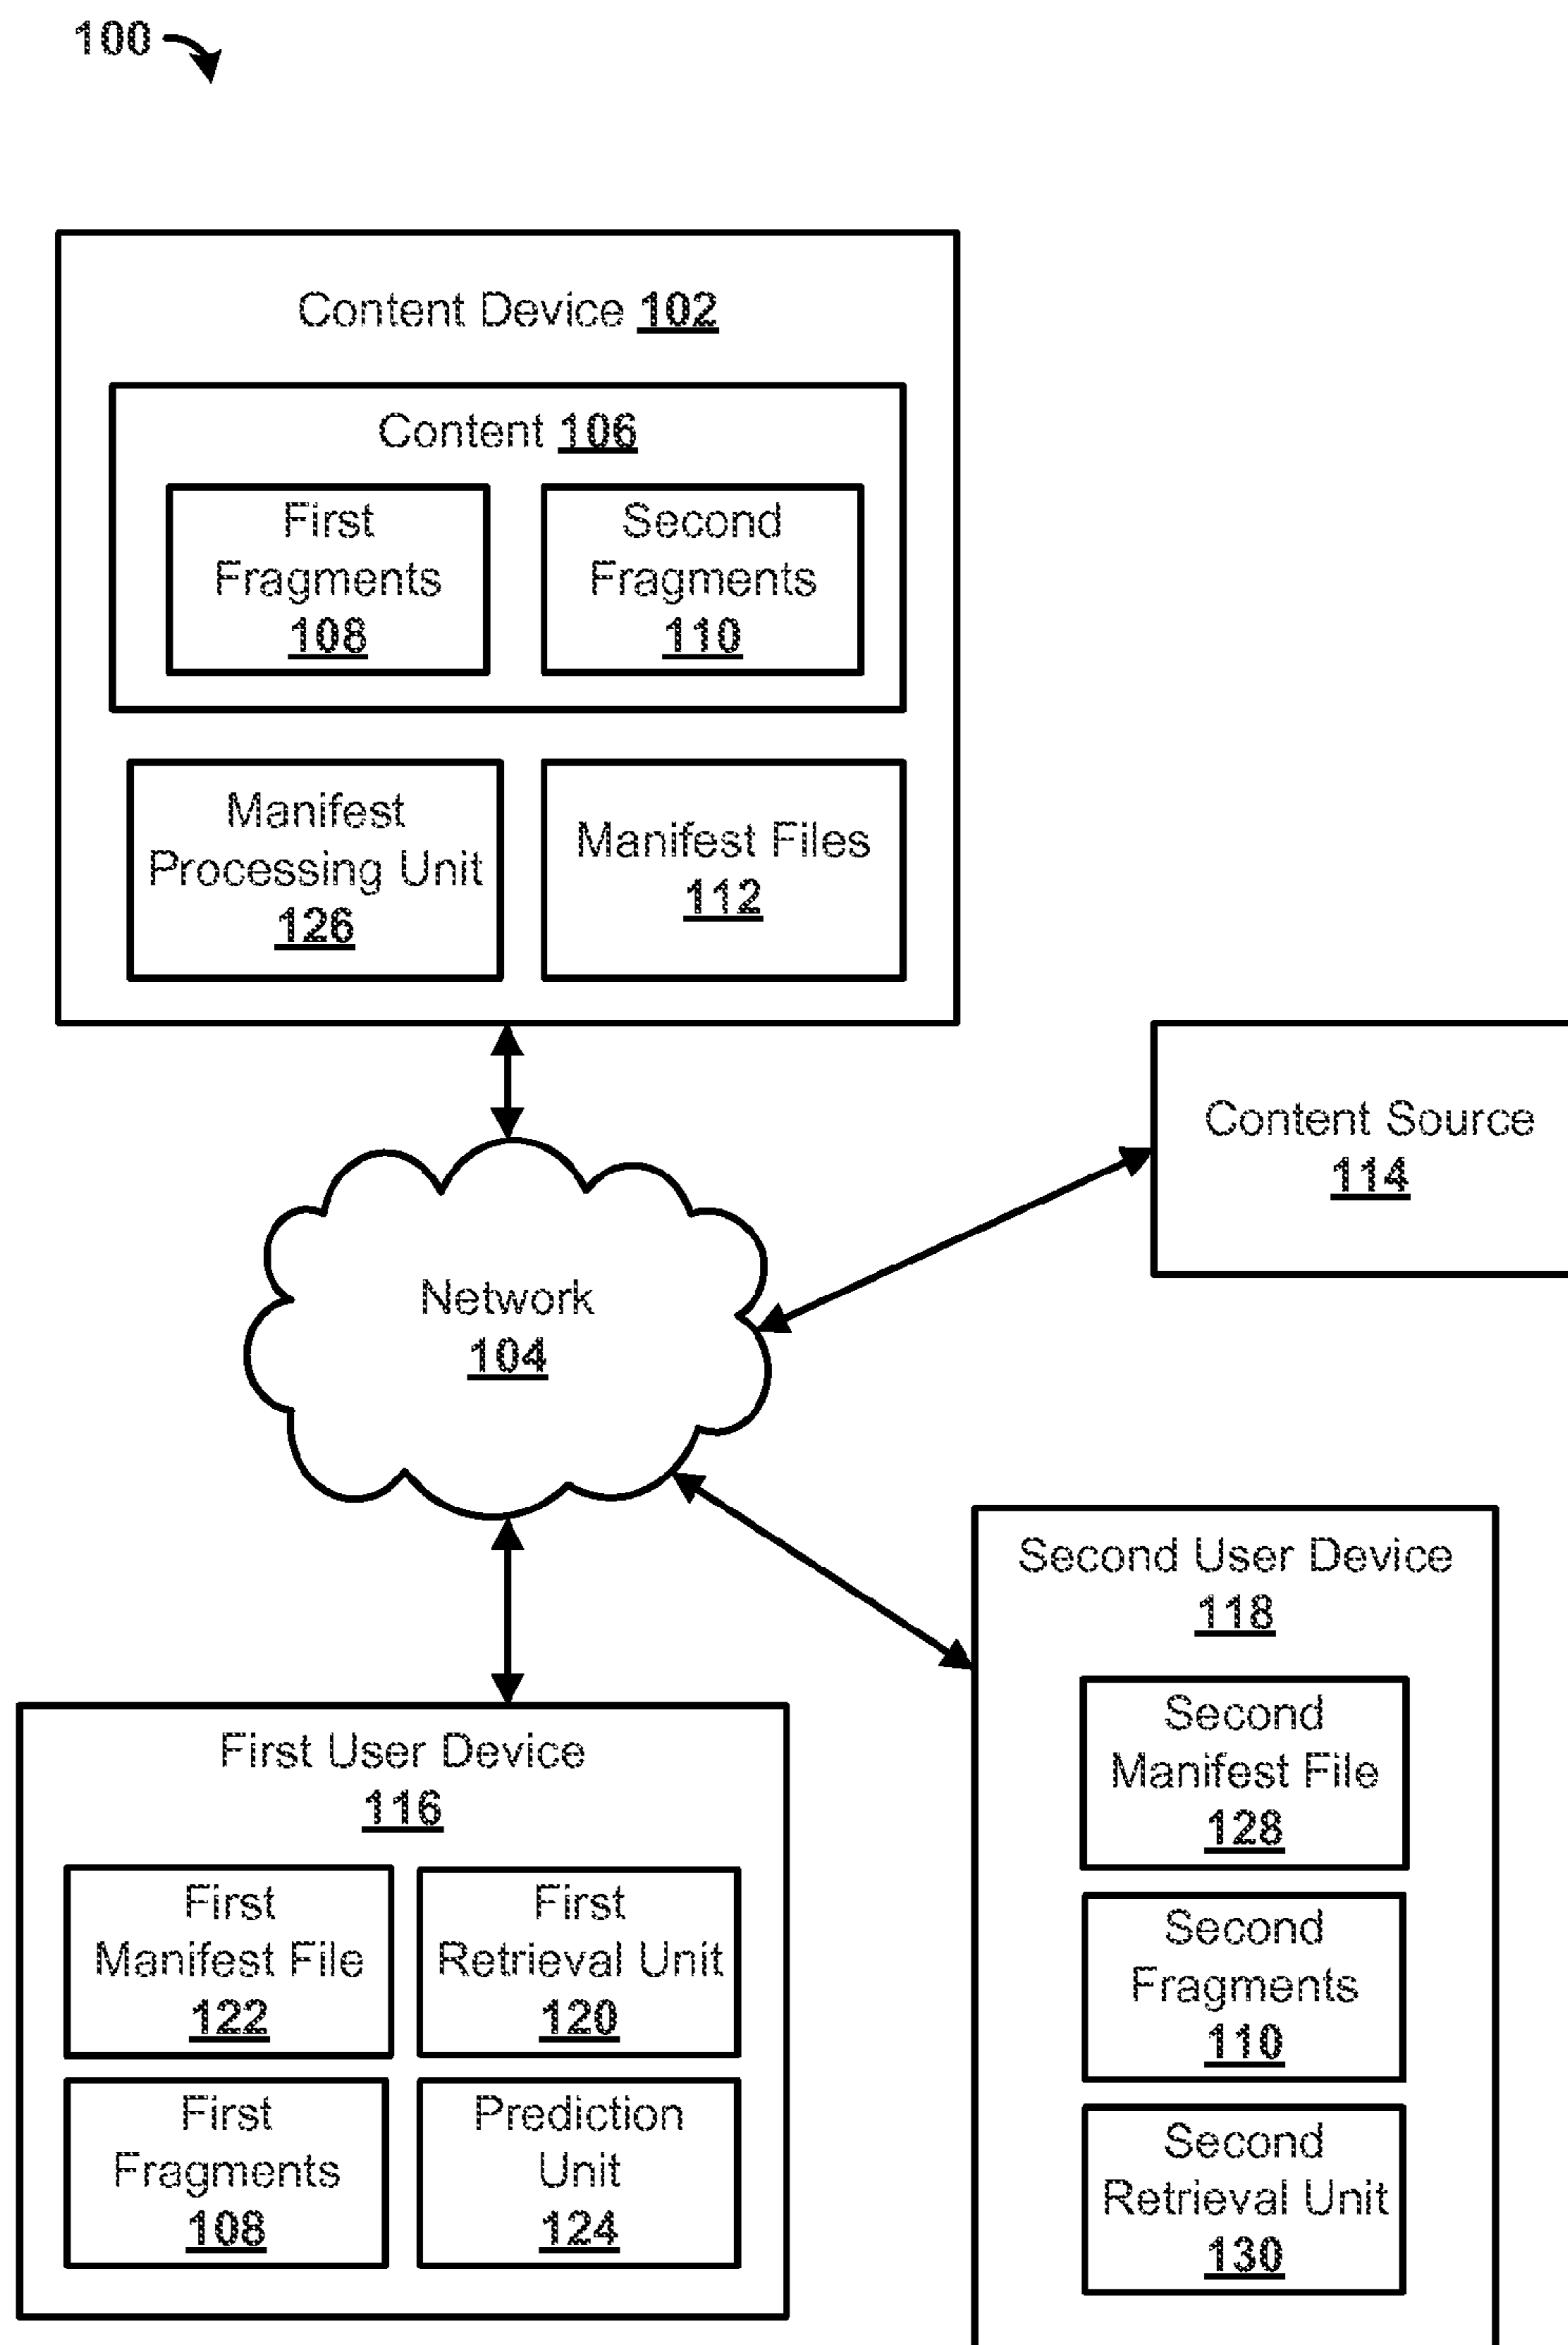 100
Content Device 102
Content 106
First
Fragments
108
Second
Fragments
110
Manifest
Processing Unit
126
Manifest Files
112
Content Source
114
Network
104
Second User Device
118
Second
Manifest File
128
Second
Fragments
110
Second
Retrieval Unit
130
First User Device
116
First
Manifest File
122
First
Retrieval Unit
120
First
Fragments
108
Prediction
Unit
124